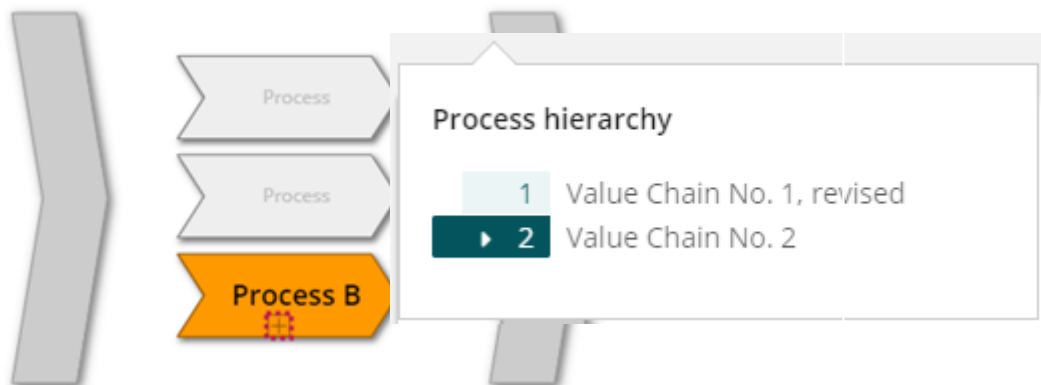 Process
Process
Process B
Process hierarchy
1 Value Chain No. 1, revised
2 Value Chain No. 2